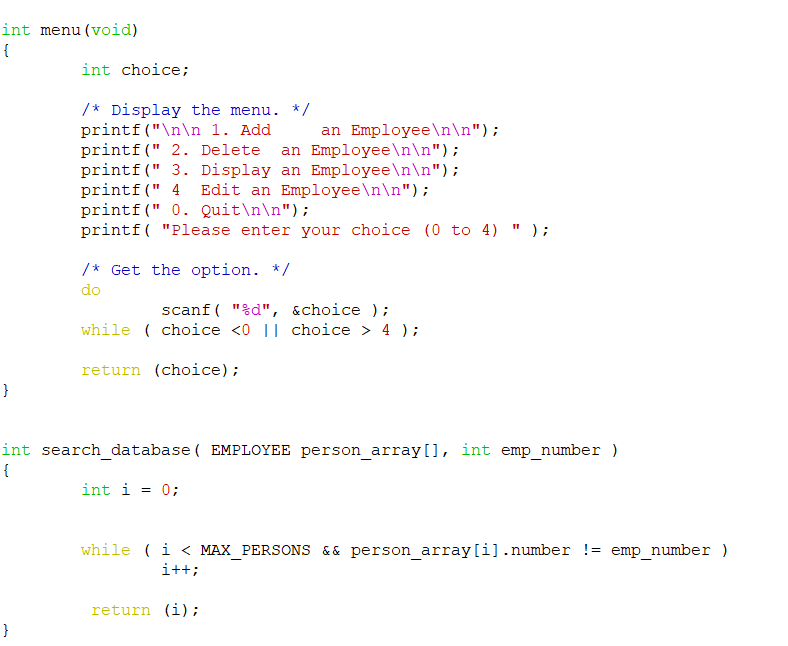 int menu(void)
{
        int choice;

        /* Display the menu. */
        printf("\n\n 1. Add     an Employee\n\n");
        printf(" 2. Delete  an Employee\n\n");
        printf(" 3. Display an Employee\n\n");
        printf(" 4  Edit an Employee\n\n");
        printf(" 0. Quit\n\n");
        printf( "Please enter your choice (0 to 4) " );

        /* Get the option. */
        do
                scanf( "%d", &choice );
        while ( choice <0 || choice > 4 );

        return (choice);
}


int search_database( EMPLOYEE person_array[], int emp_number )
{
        int i = 0;


        while ( i < MAX_PERSONS && person_array[i].number != emp_number )
                i++;

         return (i);
}